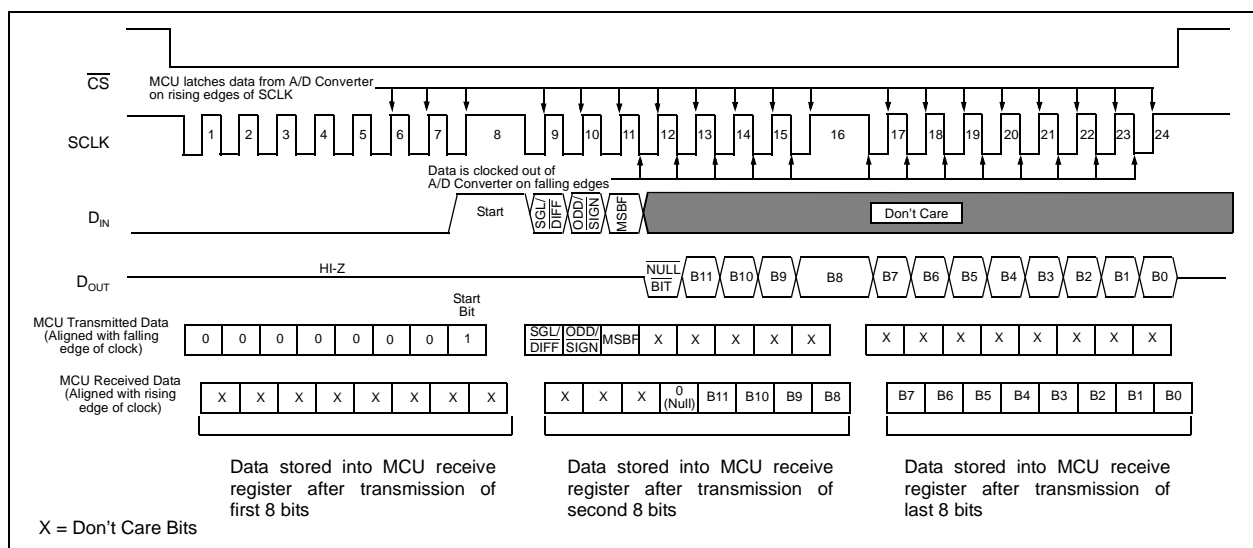 CS
MCU latches data from A/D Converter
on rising edges of SCLK
SCLK
1 2 3 4 5 6 7 8 9 10 11 12 13 14 15 16 17 18 19 20 21 22 23 24
Data is clocked out of
A/D Converter on falling edges
DIN
Start
SGL/
DIFF
ODD/
SIGN
MSBF
Don't Care
DOUT
HI-Z
NULL
BIT
B11 B10 B9 B8 B7 B6 B5 B4 B3 B2 B1 B0
Start
Bit
MCU Transmitted Data
(Aligned with falling
edge of clock)
0 0 0 0 0 0 0 1
SGL/
DIFF
ODD/
SIGN
MSBF X X X X X
X X X X X X X X
MCU Received Data
(Aligned with rising
edge of clock)
X X X X X X X X
X X X 0
(Null)
B11 B10 B9 B8
B7 B6 B5 B4 B3 B2 B1 B0
Data stored into MCU receive
register after transmission of
first 8 bits
Data stored into MCU receive
register after transmission of
second 8 bits
Data stored into MCU receive
register after transmission of
last 8 bits
X = Don't Care Bits